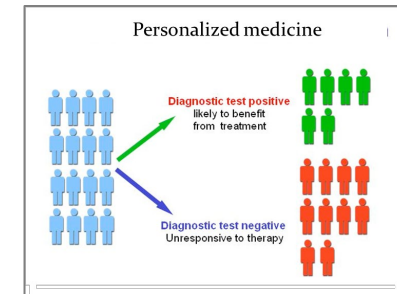 Personalized medicine
Diagnostic test positive
likely to benefit
from treatment
Diagnostic test negative
Unresponsive to therapy